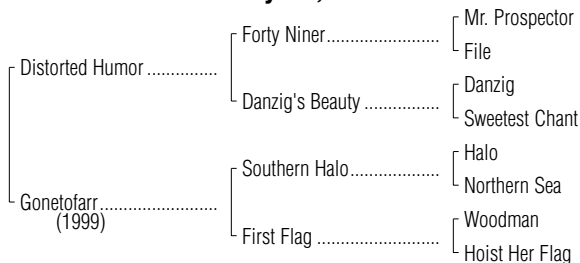 Mr. Prospector
Forty Niner
File
Distorted Humor
Danzig
Danzig's Beauty
Sweetest Chant
Halo
Southern Halo
Northern Sea
Gonetofarr
(1999)
Woodman
First Flag
Hoist Her Flag